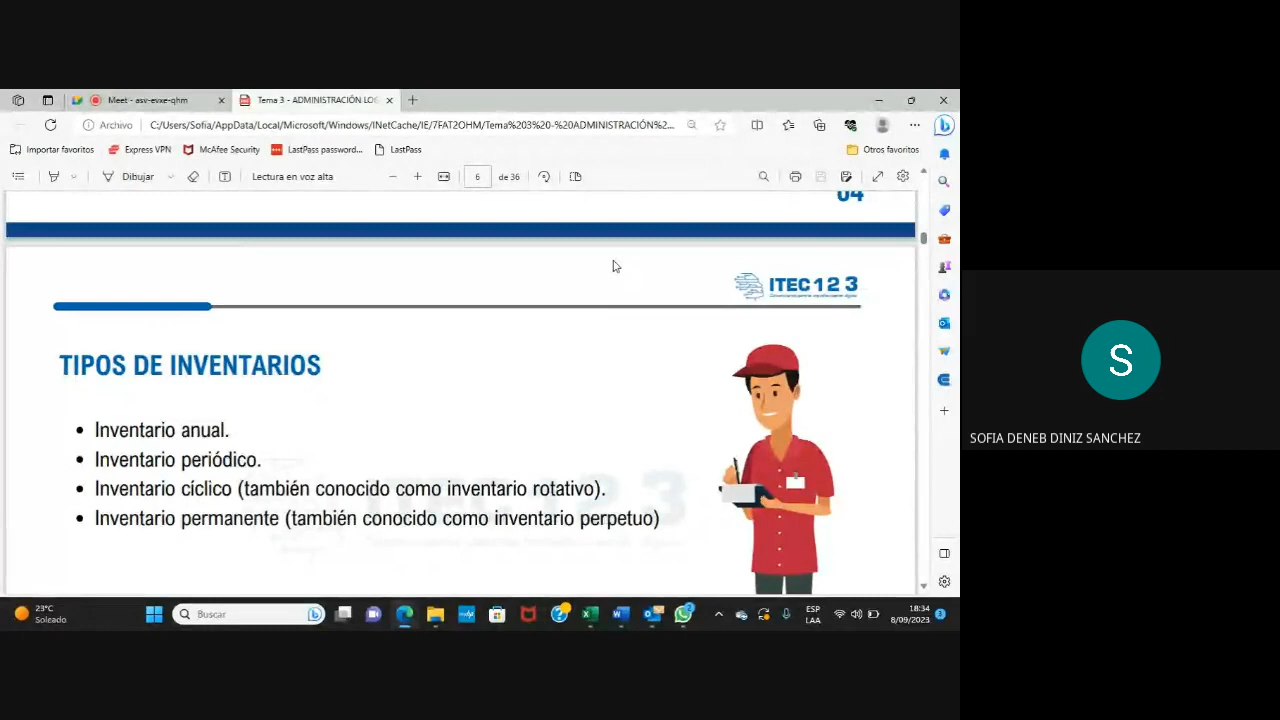 Meet - asv-evxe-qhm
Tema 3 - ADMINISTRACIÓN LO
Archivo
C:/Users/Sofia/AppData/Local/Microsoft/Windows/INetCache/IE/7FAT2OHM/Tema%203%20-%20ADMINISTRACIÓN%2...
Importar favoritos
Express VPN
McAfee Security
LastPass password...
LastPass
Otros favoritos
Dibujar
Lectura en voz alta
6
de 36
04
ITEC 1 2 3
TIPOS DE INVENTARIOS
• Inventario anual.
• Inventario periódico.
• Inventario cíclico (también conocido como inventario rotativo).
• Inventario permanente (también conocido como inventario perpetuo)
S
SOFIA DENEB DINIZ SANCHEZ
23°C
Soleado
Buscar
ESP
LAA
18:34
8/09/2023